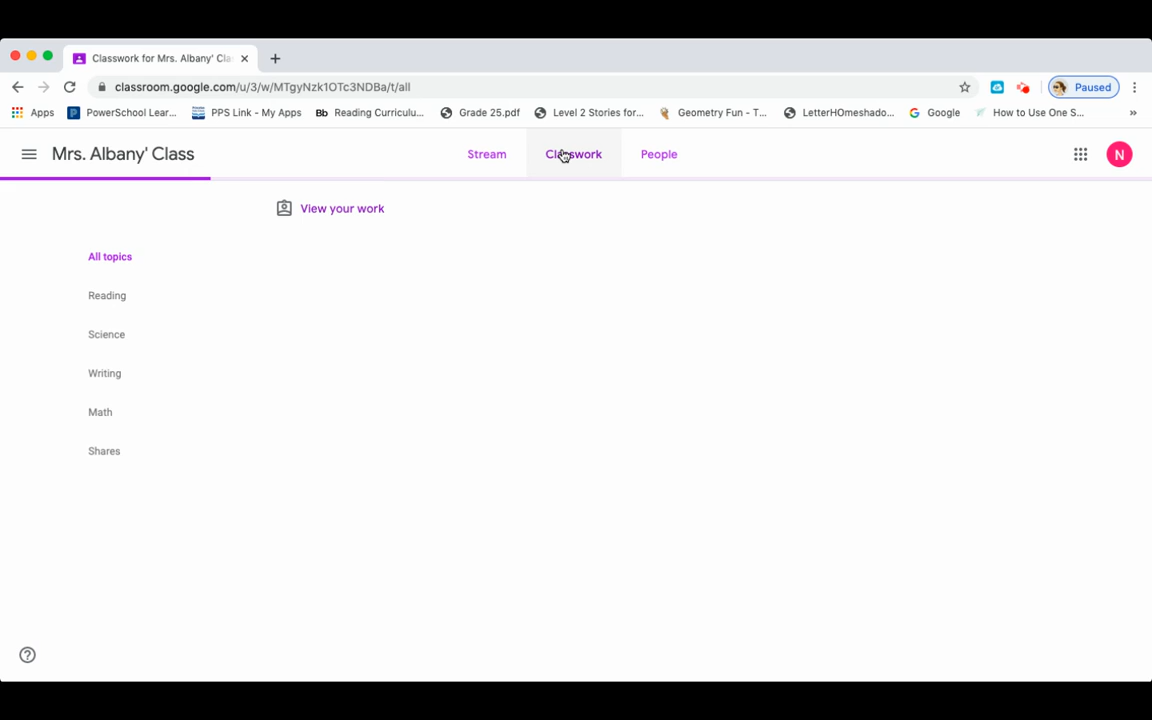 Classwork for Mrs. Albany' Cla
classroom.google.com/u/3/w/MTgyNzk1OTc3NDBa/t/all
Paused
Apps PowerSchool Lear... PPS Link - My Apps Bb Reading Curriculu... Grade 25.pdf Level 2 Stories for... Geometry Fun - T... LetterHOmeshado... Google How to Use One S...
Mrs. Albany' Class
Stream Classwork People
N
View your work
All topics
Reading
Science
Writing
Math
Shares